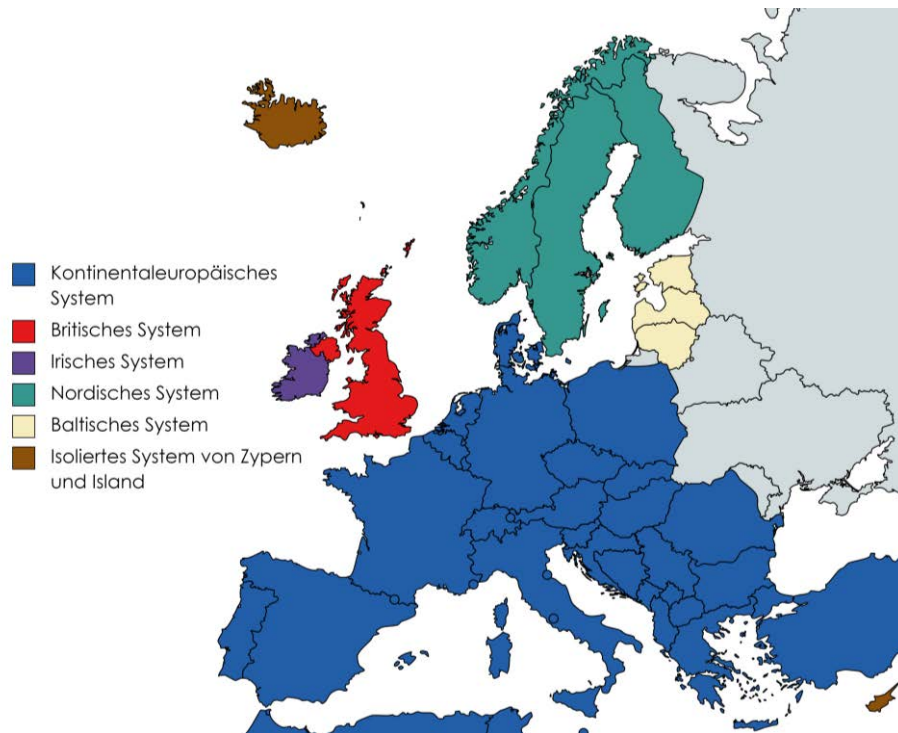 Kontinentaleuropäisches
System
Britisches System
Irisches System
Nordisches System
Baltisches System
Isoliertes System von Zypern
und Island